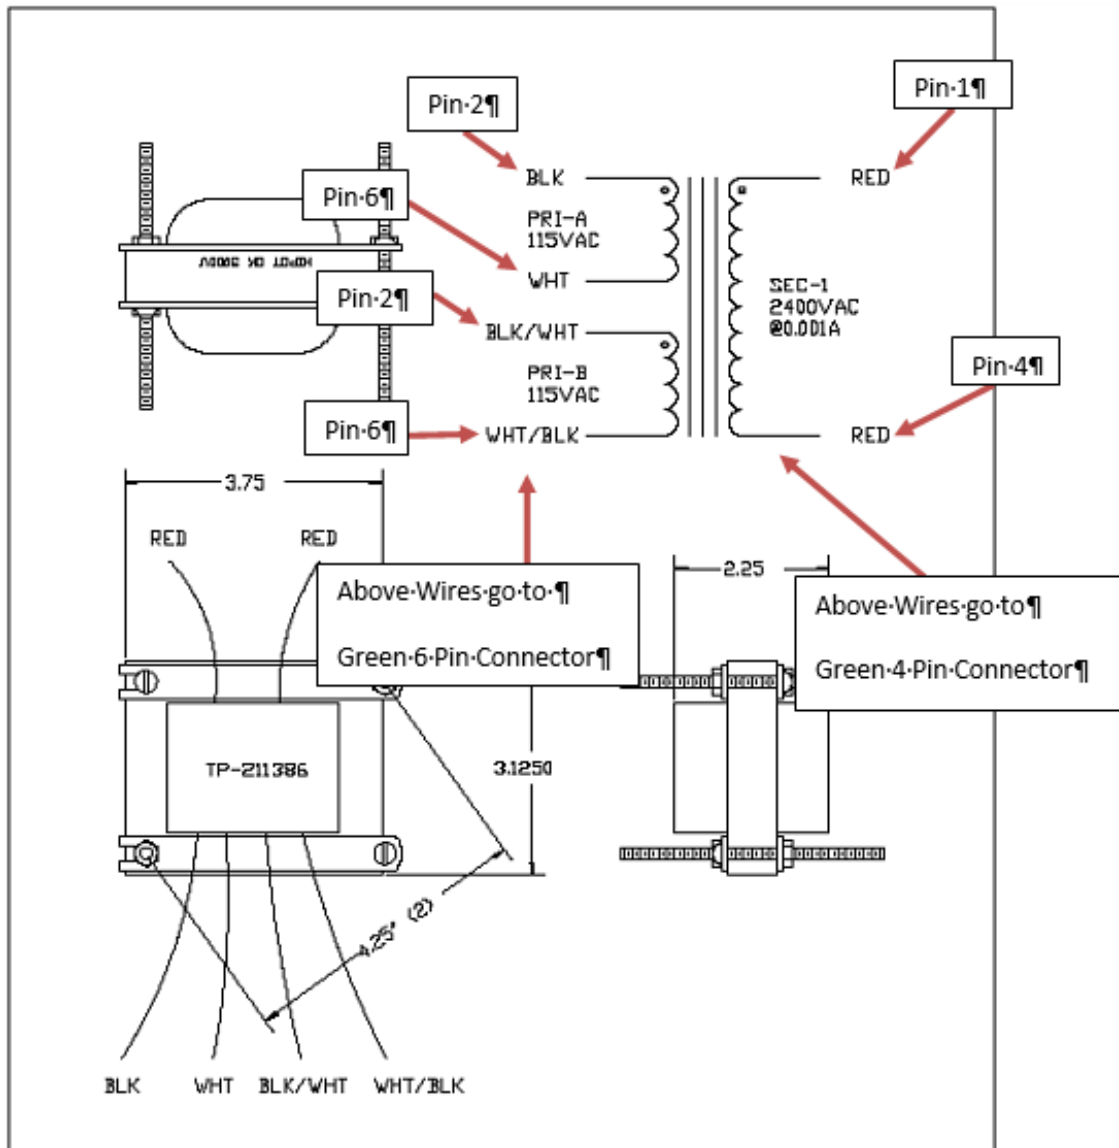 Pin·2¶
Pin·1¶
BLK
RED
Pin·6¶
PRI-A
115VAC
WHT
Pin·2¶
BLK/WHT
SEC-1
2400VAC
@0.001A
PRI-B
115VAC
Pin·4¶
Pin·6¶
WHT/BLK
RED
3.75
RED
RED
2.25
Above·Wires·go·to·¶
Green·6·Pin·Connector¶
Above·Wires·go·to¶
Green·4·Pin·Connector¶
TP-211386
3.1250
4.25" (2)
BLK
WHT
BLK/WHT
WHT/BLK